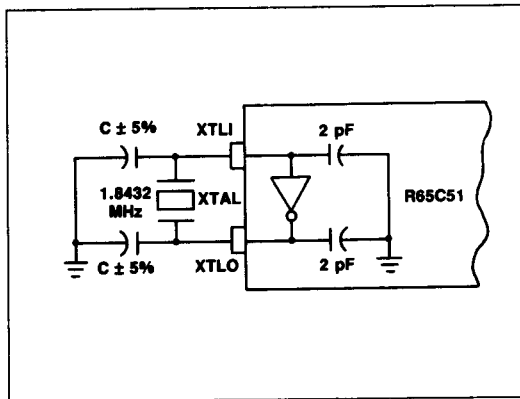 C ± 5%
XTLI
2 pF
1.8432
MHz
XTAL
R65C51
C ± 5%
XTLO
2 pF